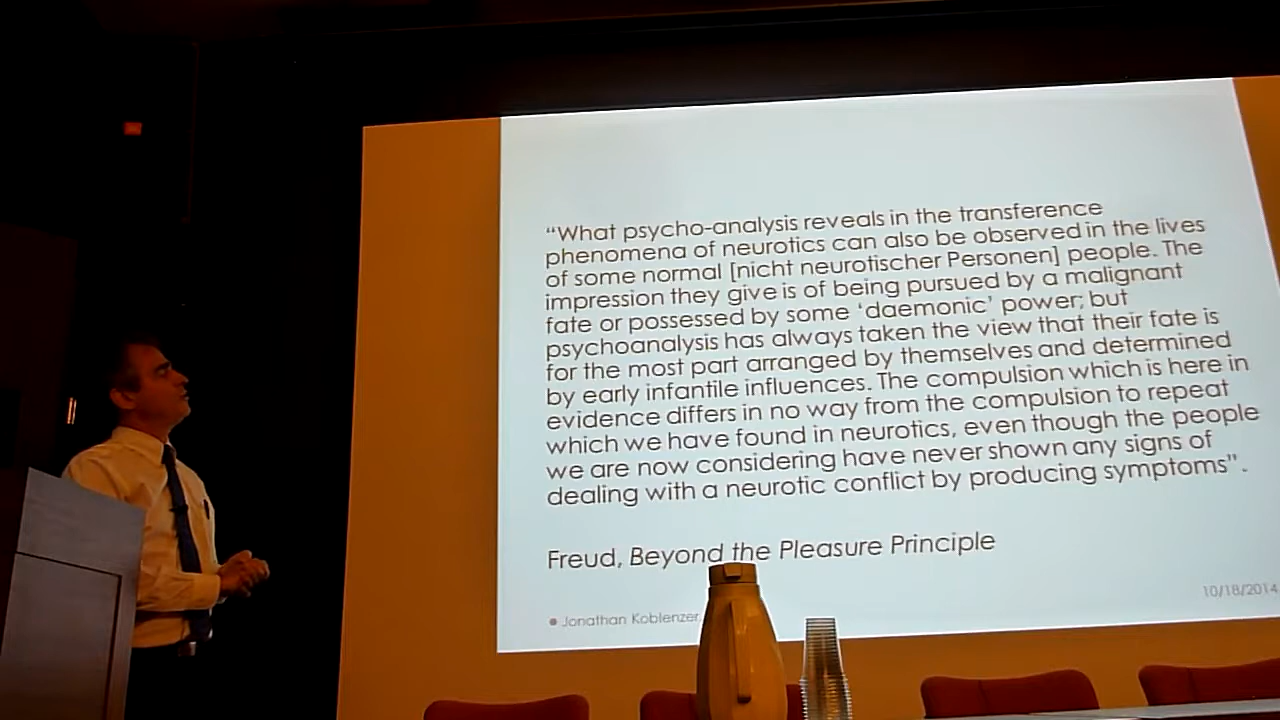 “What psycho-analysis reveals in the transference
phenomena of neurotics can also be observed in the lives
of some normal [nicht neurotischer Personen] people. The
impression they give is of being pursued by a malignant
fate or possessed by some ‘daemonic’ power; but
psychoanalysis has always taken the view that their fate is
for the most part arranged by themselves and determined
by early infantile influences. The compulsion which is here in
evidence differs in no way from the compulsion to repeat
which we have found in neurotics, even though the people
we are now considering have never shown any signs of
dealing with a neurotic conflict by producing symptoms”.
Freud, Beyond the Pleasure Principle
10/18/2014
• Jonathan Koblenzer,